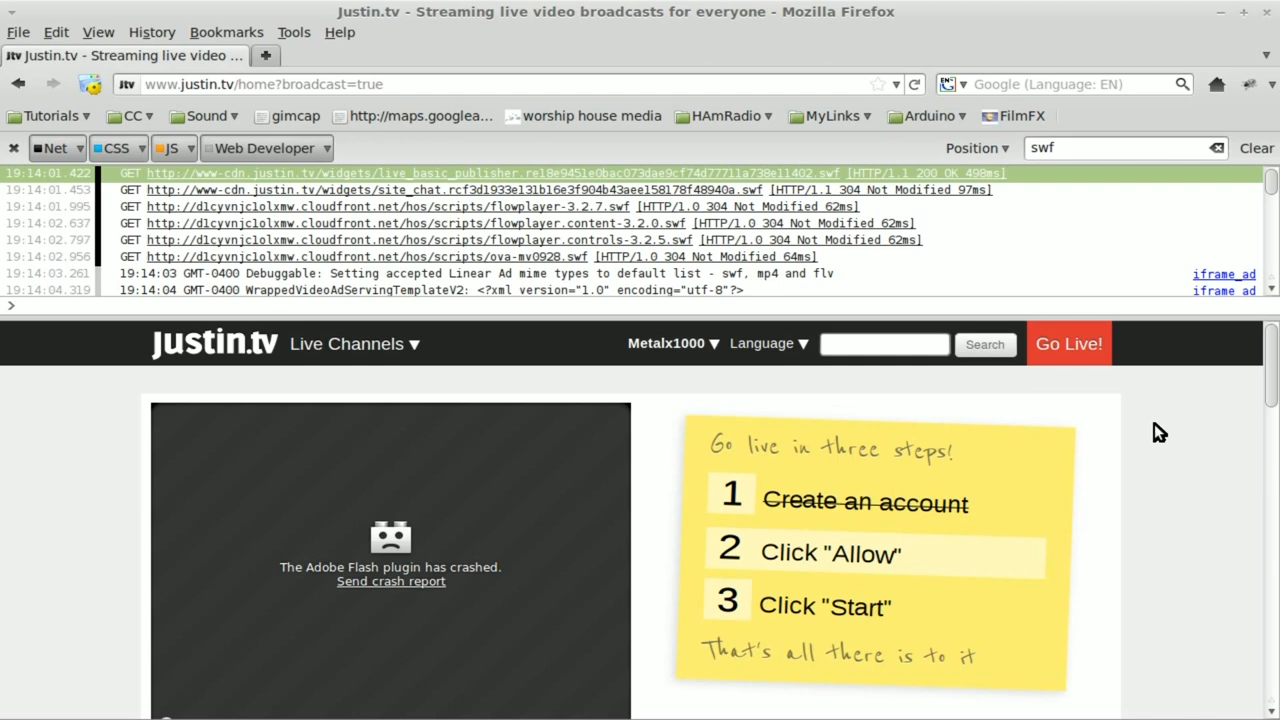 Justin.tv - Streaming live video broadcasts for everyone - Mozilla Firefox
File Edit View History Bookmarks Tools Help
jtv Justin.tv - Streaming live video ...
jtv www.justin.tv/home?broadcast=true Google (Language: EN)
Tutorials CC Sound gimcap http://maps.googlea... worship house media HAmRadio MyLinks Arduino FilmFX
Net CSS JS Web Developer Position swf Clear
19:14:01.422 GET http://www-cdn.justin.tv/widgets/live_basic_publisher.re18e9451e0bac073dae9cf74d77711a738e11402.swf [HTTP/1.1 200 OK 498ms]
19:14:01.453 GET http://www-cdn.justin.tv/widgets/site_chat.rcf3d1933e131b16e3f904b43aee158178f48940a.swf [HTTP/1.1 304 Not Modified 97ms]
19:14:01.995 GET http://d1cyvnjc1olxmw.cloudfront.net/hos/scripts/flowplayer-3.2.7.swf [HTTP/1.0 304 Not Modified 62ms]
19:14:02.637 GET http://d1cyvnjc1olxmw.cloudfront.net/hos/scripts/flowplayer.content-3.2.0.swf [HTTP/1.0 304 Not Modified 62ms]
19:14:02.797 GET http://d1cyvnjc1olxmw.cloudfront.net/hos/scripts/flowplayer.controls-3.2.5.swf [HTTP/1.0 304 Not Modified 62ms]
19:14:02.956 GET http://d1cyvnjc1olxmw.cloudfront.net/hos/scripts/ova-mv0928.swf [HTTP/1.0 304 Not Modified 64ms]
19:14:03.261 19:14:03 GMT-0400 Debuggable: Setting accepted Linear Ad mime types to default list - swf, mp4 and flv iframe_ad
19:14:04.319 19:14:04 GMT-0400 WrappedVideoAdServingTemplateV2: <?xml version="1.0" encoding="utf-8"?> iframe_ad
>
Justin.tv Live Channels Metalx1000 Language Search Go Live!
Go live in three steps!
1 Create an account
2 Click "Allow"
3 Click "Start"
That's all there is to it
The Adobe Flash plugin has crashed.
Send crash report